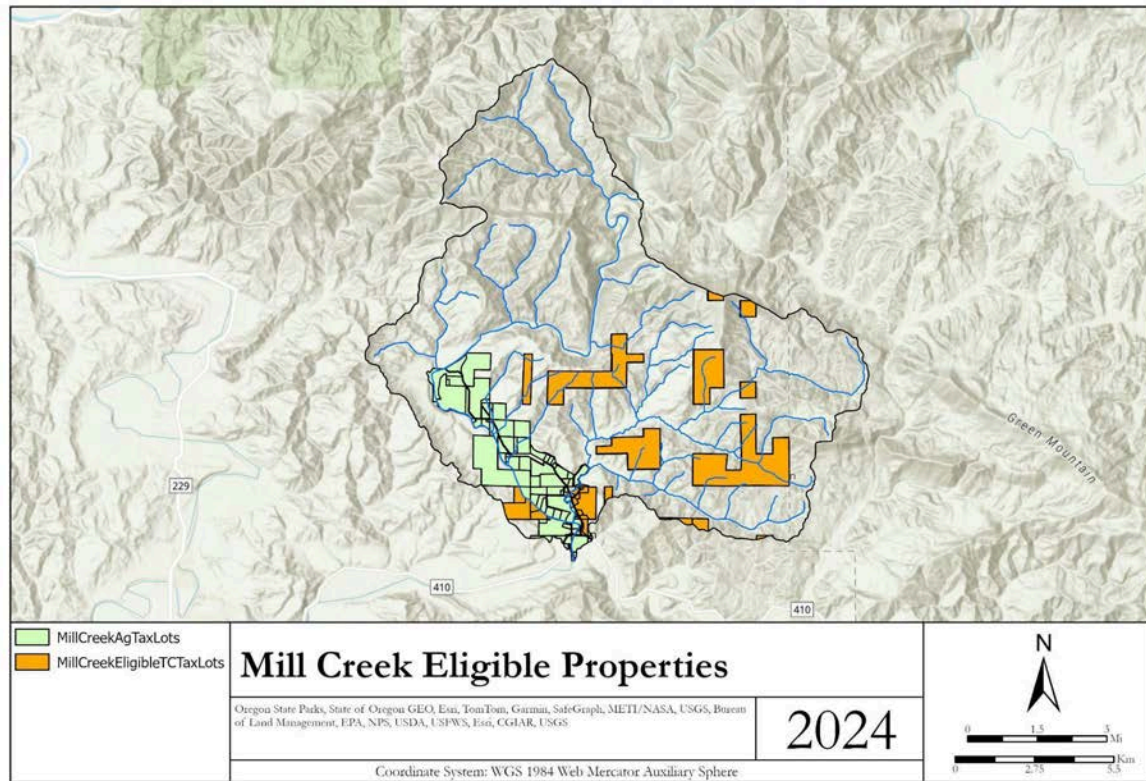 229
Green Mountain
410
410
MillCreekAgTaxLots
MillCreekEligibleTCTaxLots
Mill Creek Eligible Properties
Oregon State Parks, State of Oregon GEO, Esri, TomTom, Garmin, SafeGraph, METI/NASA, USGS, Bureau
of Land Management, EPA, NPS, USDA, USFWS, Esri, CGIAR, USGS
Coordinate System: WGS 1984 Web Mercator Auxiliary Sphere
2024
N
0 1.5 3
Mi
Km
0 2.75 5.5